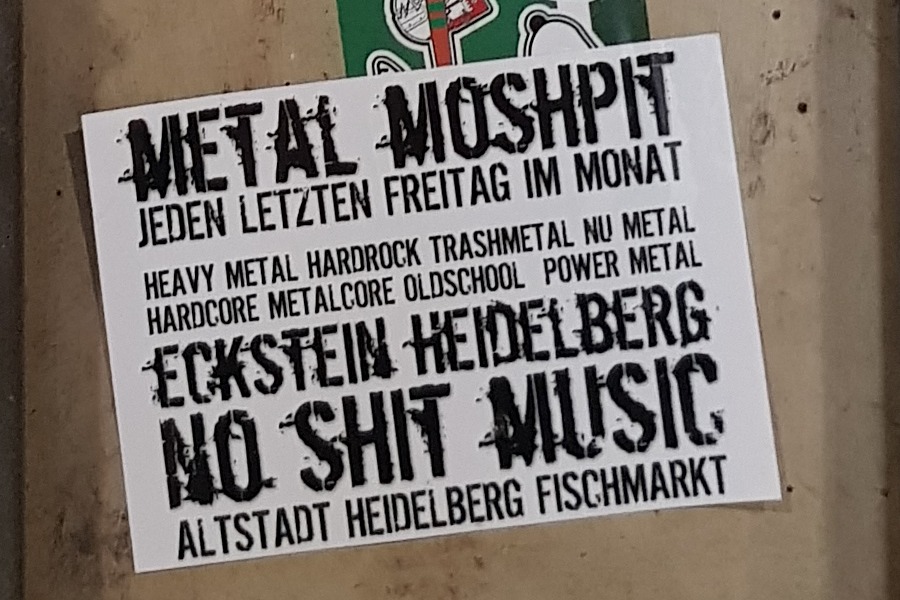 METAL MOSHPIT
JEDEN LETZTEN FREITAG IM MONAT
HEAVY METAL HARDROCK TRASHMETAL NU METAL
HARDCORE METALCORE OLDSCHOOL POWER METAL
ECKSTEIN HEIDELBERG
NO SHIT MUSIC
ALTSTADT HEIDELBERG FISCHMARKT